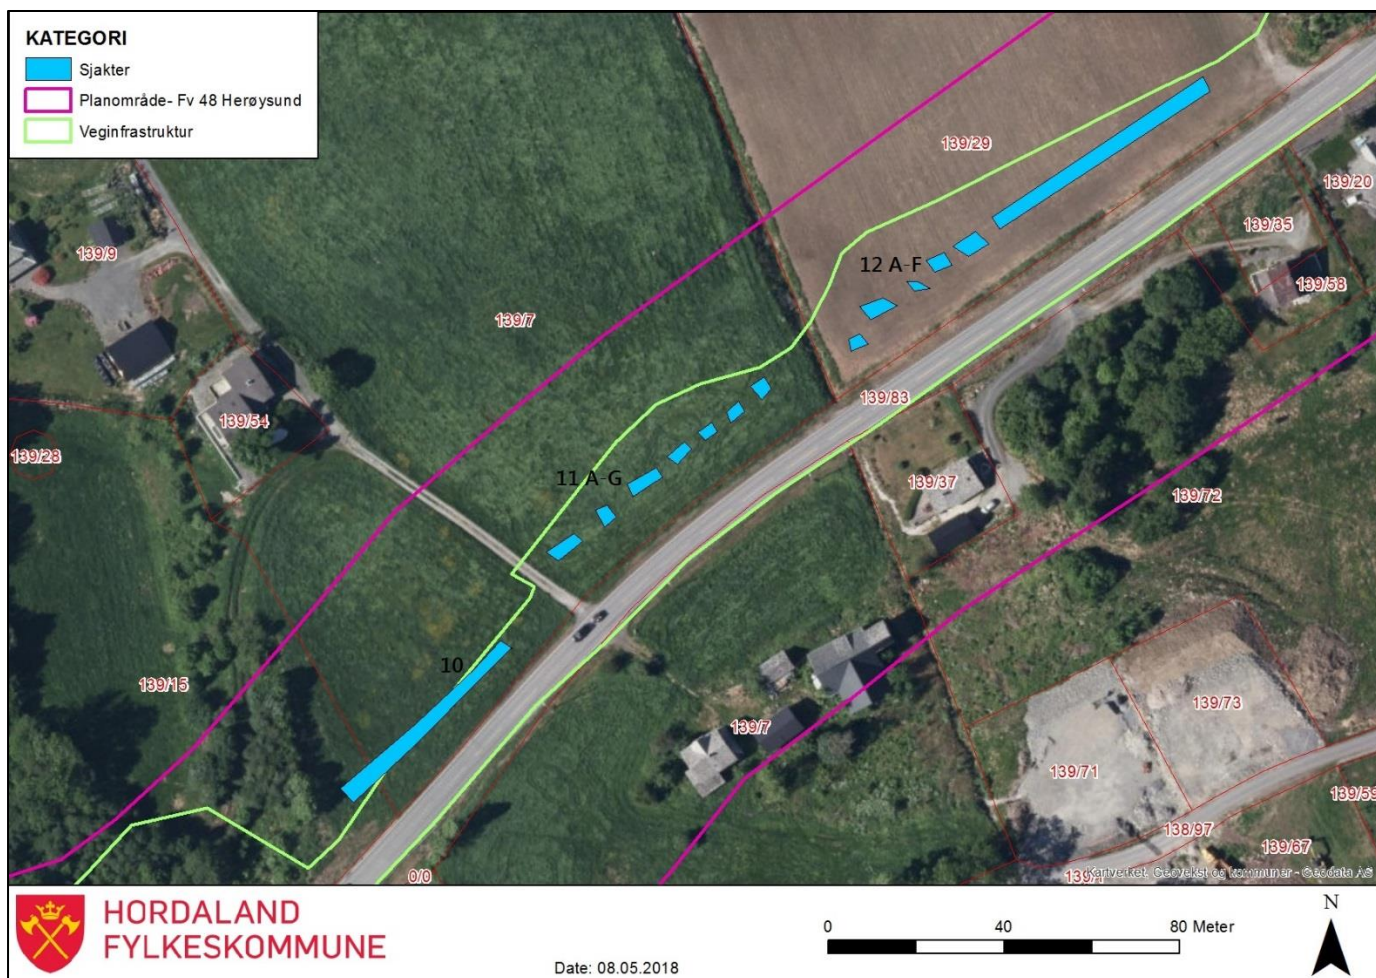 KATEGORI
Sjakter
Planområde- Fv 48 Herøysund
Veginfrastruktur
139/29
139/20
139/35
139/9
12 A-F
139/58
139/7
139/83
139/54
139/28
11 A-G
139/37
139/72
10
139/15
139/7
139/73
139/71
139/59
138/97
139/67
0/0
Kartverket, Geovekst og kommuner - Geodata AS
HORDALAND
FYLKESKOMMUNE
Date: 08.05.2018
0 40 80 Meter
N